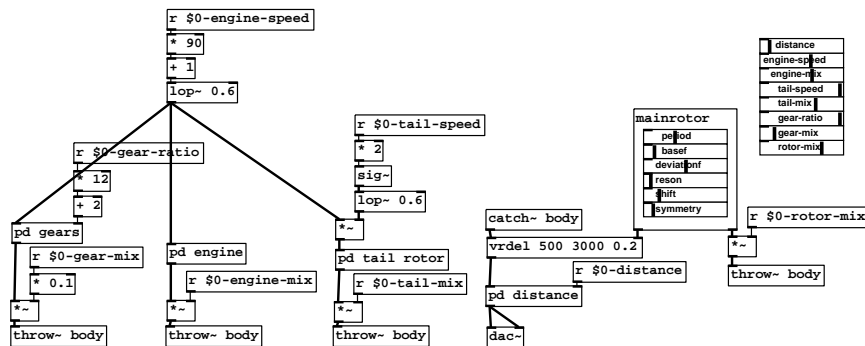 r $0-engine-speed
* 90
+ 1
lop~ 0.6
r $0-gear-ratio
* 12
+ 2
pd gears
r $0-gear-mix
* 0.1
*~
throw~ body
pd engine
r $0-engine-mix
*~
throw~ body
r $0-tail-speed
* 2
sig~
lop~ 0.6
*~
pd tail rotor
r $0-tail-mix
*~
throw~ body
catch~ body
vrdel 500 3000 0.2
r $0-distance
pd distance
dac~
mainrotor
period
basef
deviationf
reson
shift
symmetry
r $0-rotor-mix
*~
throw~ body
distance
engine-speed
engine-mix
tail-speed
tail-mix
gear-ratio
gear-mix
rotor-mix